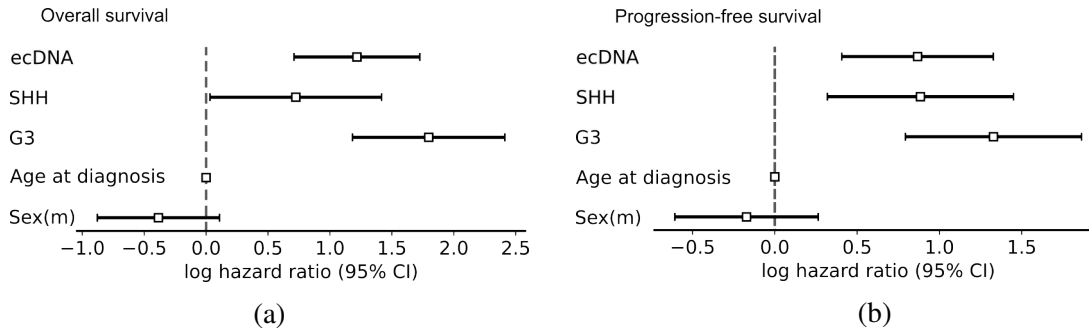 Overall survival
ecDNA
SHH
G3
Age at diagnosis
Sex(m)
−1.0 −0.5 0.0 0.5 1.0 1.5 2.0 2.5
log hazard ratio (95% CI)
(a)
Progression-free survival
ecDNA
SHH
G3
Age at diagnosis
Sex(m)
−0.5 0.0 0.5 1.0 1.5
log hazard ratio (95% CI)
(b)